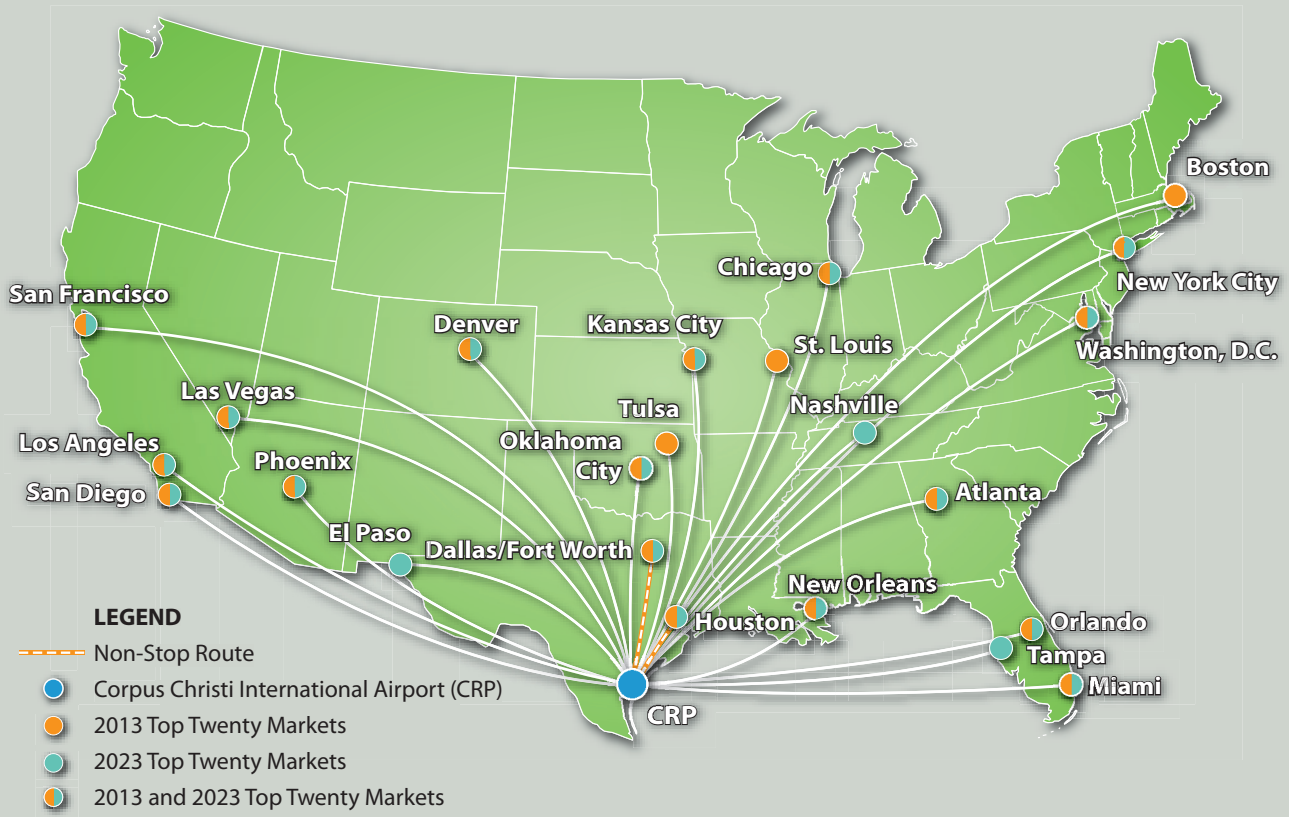 Boston
Chicago
New York City
San Francisco
Denver
Kansas City
St. Louis
Washington, D.C.
Las Vegas
Nashville
Tulsa
Los Angeles
Oklahoma
City
Phoenix
San Diego
Atlanta
El Paso
Dallas/Fort Worth
New Orleans
Houston
Orlando
Tampa
Miami
CRP
LEGEND
Non-Stop Route
Corpus Christi International Airport (CRP)
2013 Top Twenty Markets
2023 Top Twenty Markets
2013 and 2023 Top Twenty Markets